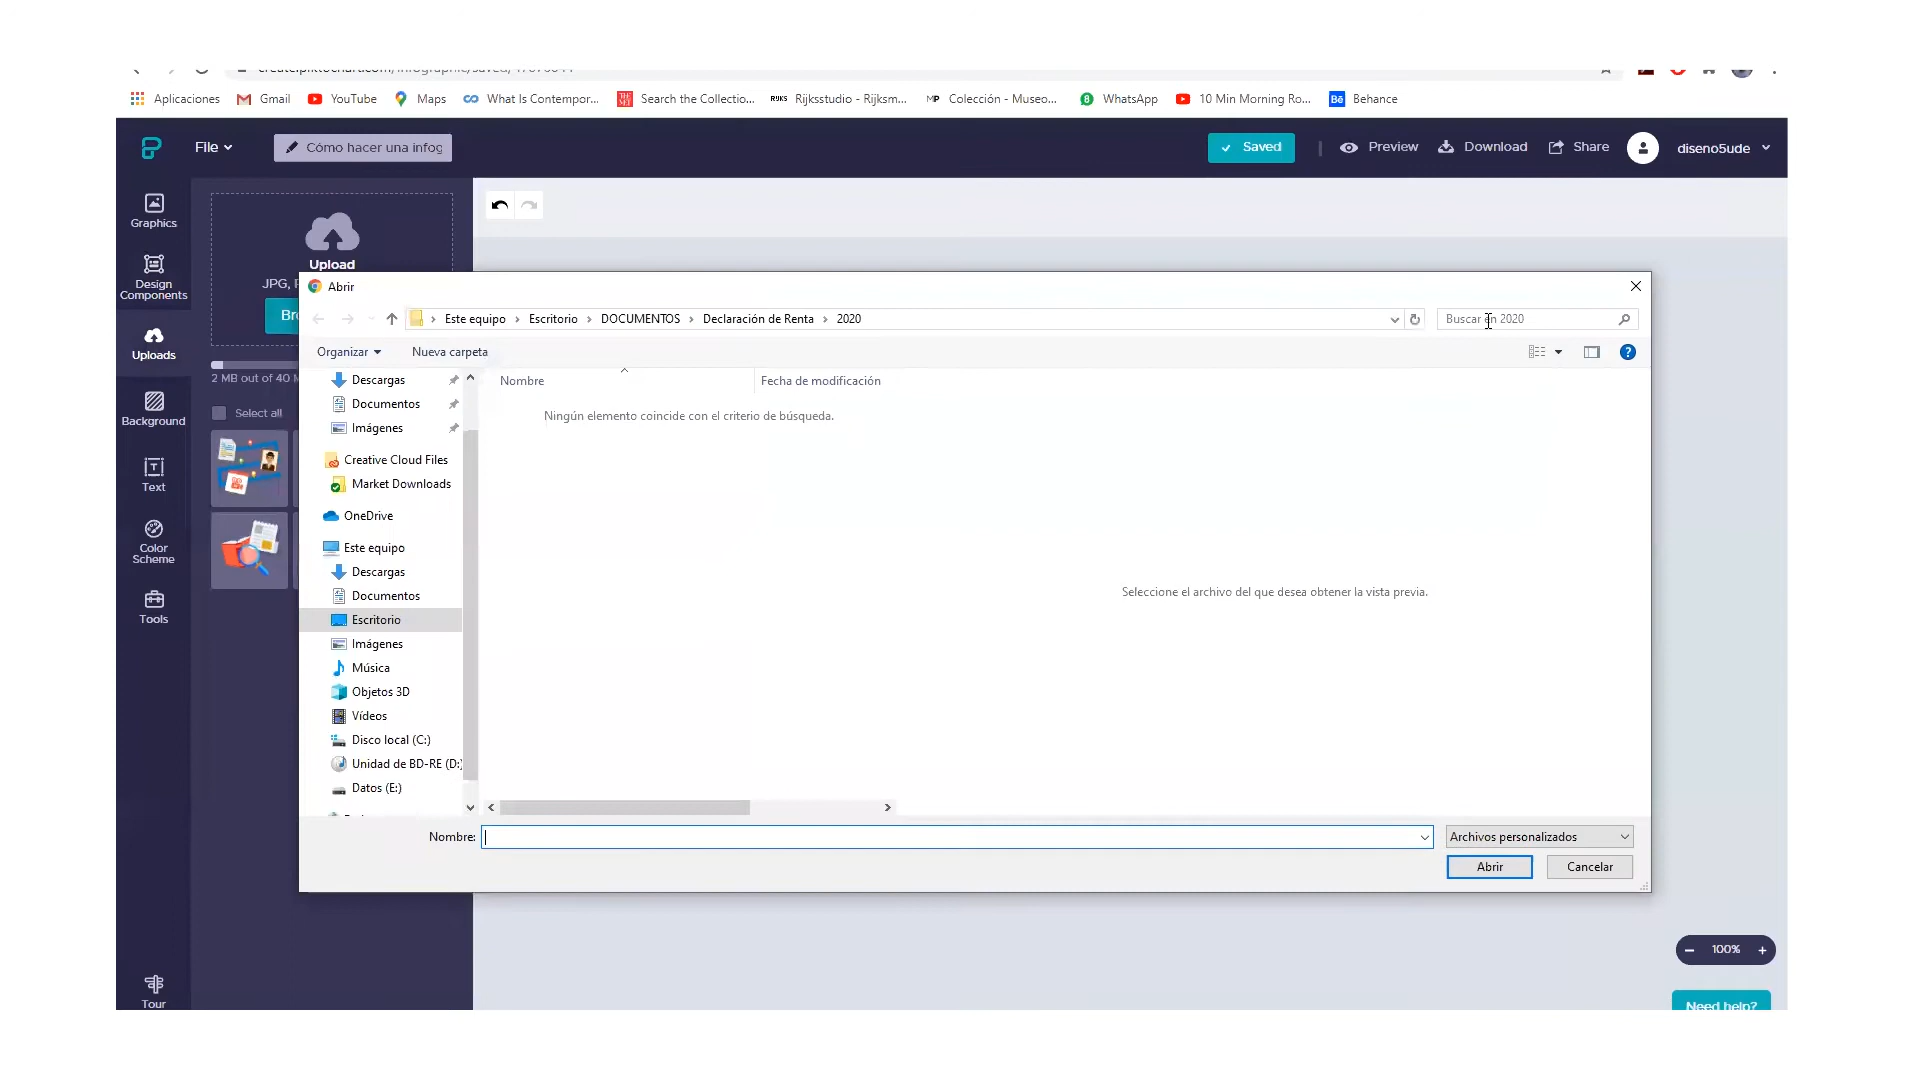 Aplicaciones Gmail YouTube Maps What Is Contempor... Search the Collectio... Rijksstudio - Rijksm... Colección - Museo... WhatsApp 10 Min Morning Ro... Behance
File Cómo hacer una infog Saved | Preview Download Share diseno5ude
Graphics
Design
Components
Uploads
Background
Text
Color
Scheme
Tools
Tour
Upload
JPG,
2 MB out of 40
Select all
Abrir
Este equipo > Escritorio > DOCUMENTOS > Declaración de Renta > 2020
Buscar en 2020
Organizar Nueva carpeta
Nombre Fecha de modificación
Ningún elemento coincide con el criterio de búsqueda.
Seleccione el archivo del que desea obtener la vista previa.
Descargas
Documentos
Imágenes
Creative Cloud Files
Market Downloads
OneDrive
Este equipo
Descargas
Documentos
Escritorio
Imágenes
Música
Objetos 3D
Vídeos
Disco local (C:)
Unidad de BD-RE (D:)
Datos (E:)
Nombre: Archivos personalizados
Abrir Cancelar
- 100% +
Need help?